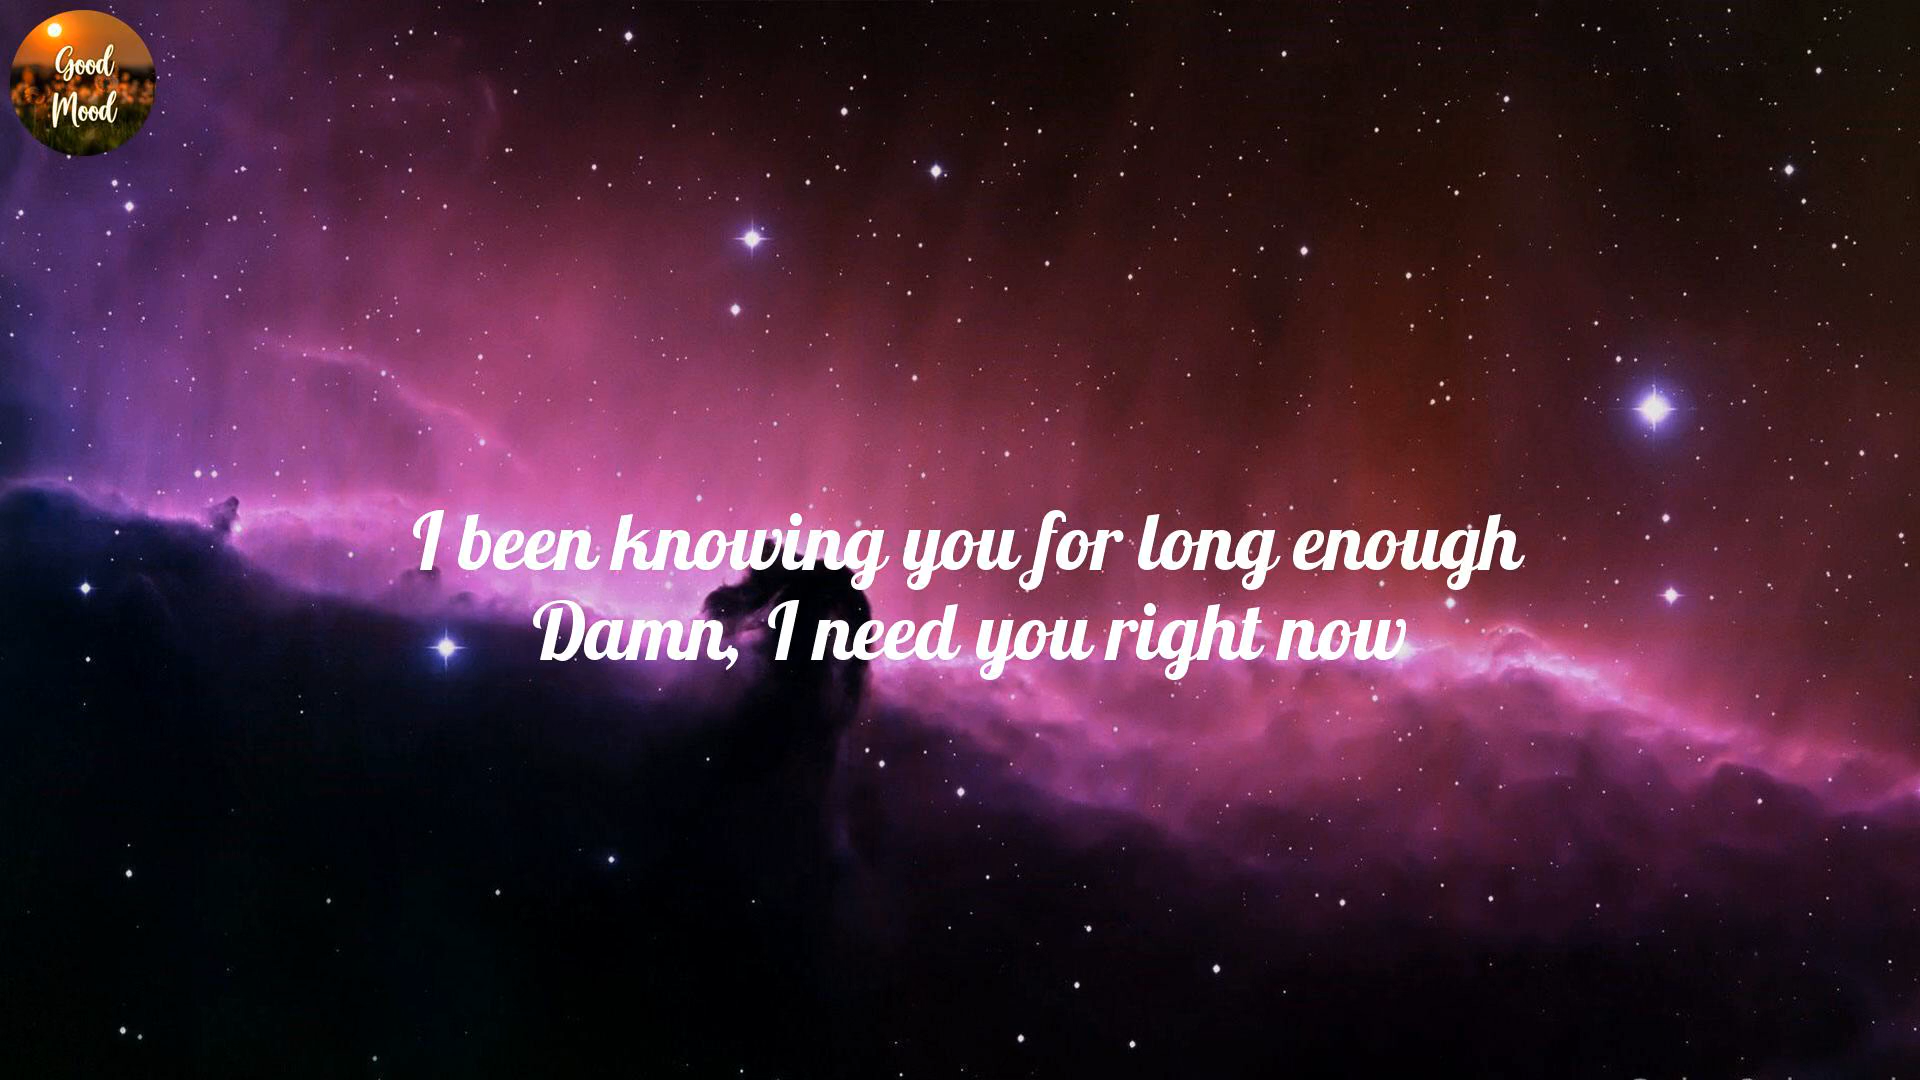 Good
Mood
I been knowing you for long enough
Damn, I need you right now